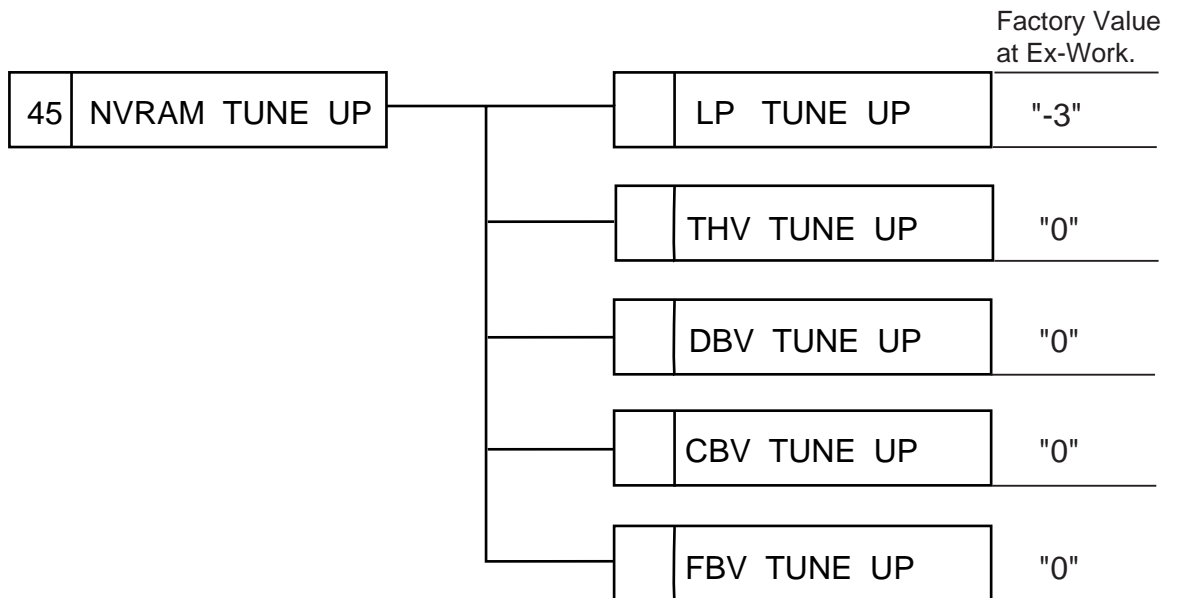 Factory Value
at Ex-Work.
45 NVRAM TUNE UP
LP TUNE UP "-3"
THV TUNE UP "0"
DBV TUNE UP "0"
CBV TUNE UP "0"
FBV TUNE UP "0"